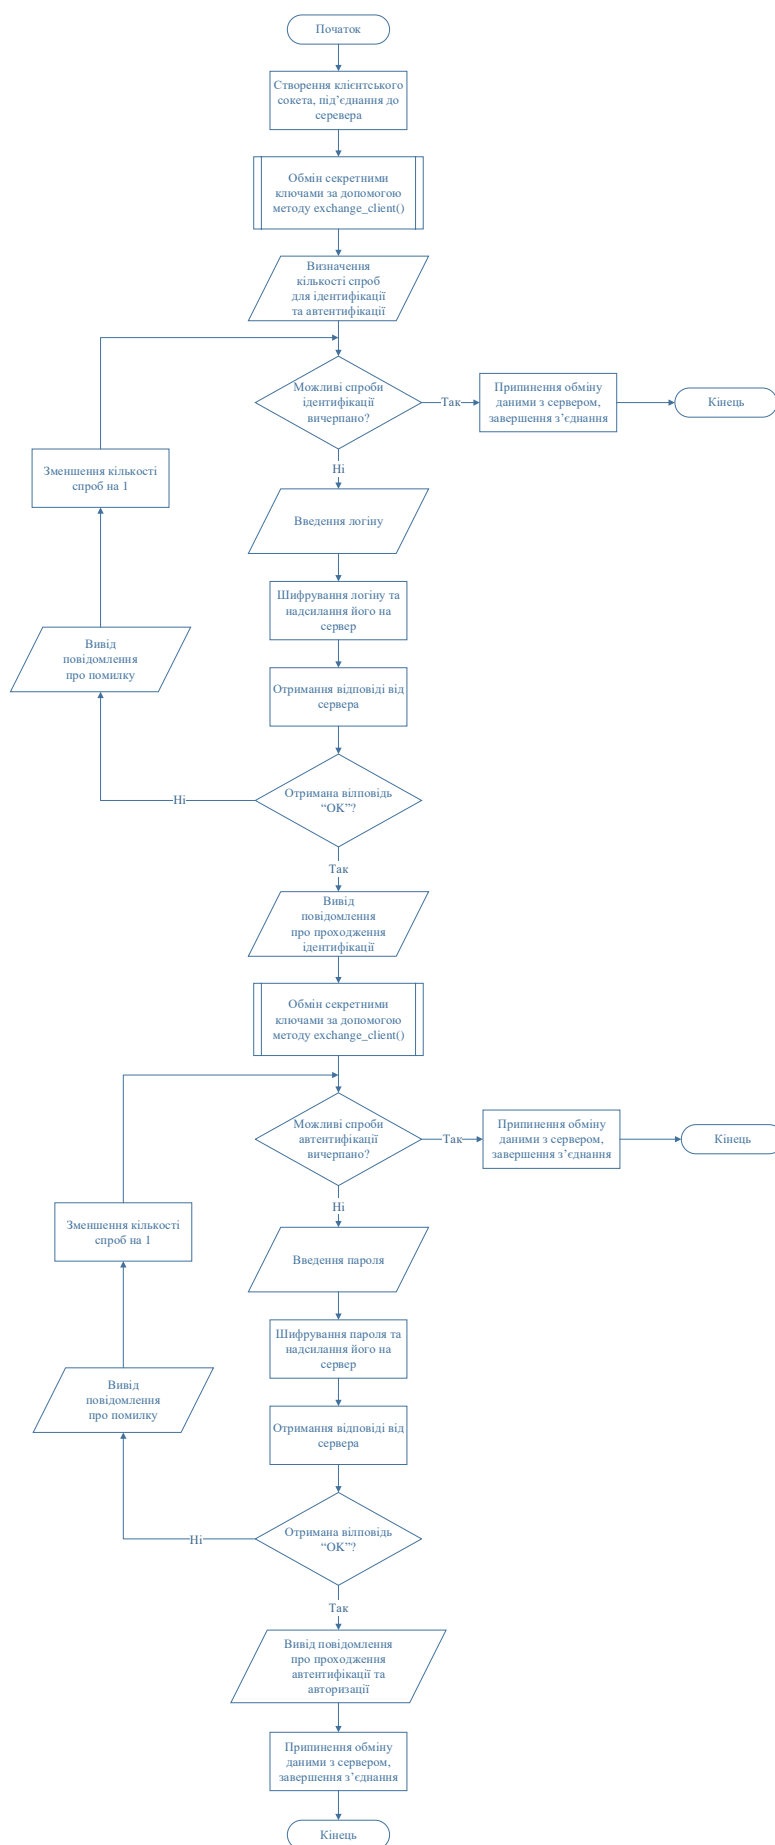 Початок
Створення клієнтського
сокета, під’єднання до
серевера
Обмін секретними
ключами за допомогою
методу exchange_client()
Визначення
кількості спроб
для ідентифікації
та автентифікації
Можливі спроби
ідентифікації
вичерпано?
Так
Припинення обміну
даними з сервером,
завершення з’єднання
Кінець
Ні
Зменшення кількості
спроб на 1
Введення логіну
Шифрування логіну та
надсилання його на
сервер
Вивід
повідомлення
про помилку
Отримання відповіді від
сервера
Отримана вілповідь
“OK”?
Ні
Так
Вивід
повідомлення
про проходження
ідентифікації
Обмін секретними
ключами за допомогою
методу exchange_client()
Можливі спроби
автентифікації
вичерпано?
Так
Припинення обміну
даними з сервером,
завершення з’єднання
Кінець
Ні
Зменшення кількості
спроб на 1
Введення пароля
Шифрування пароля та
надсилання його на
сервер
Вивід
повідомлення
про помилку
Отримання відповіді від
сервера
Отримана вілповідь
“OK”?
Ні
Так
Вивід повідомлення
про проходження
автентифікації та
авторизації
Припинення обміну
даними з сервером,
завершення з’єднання
Кінець